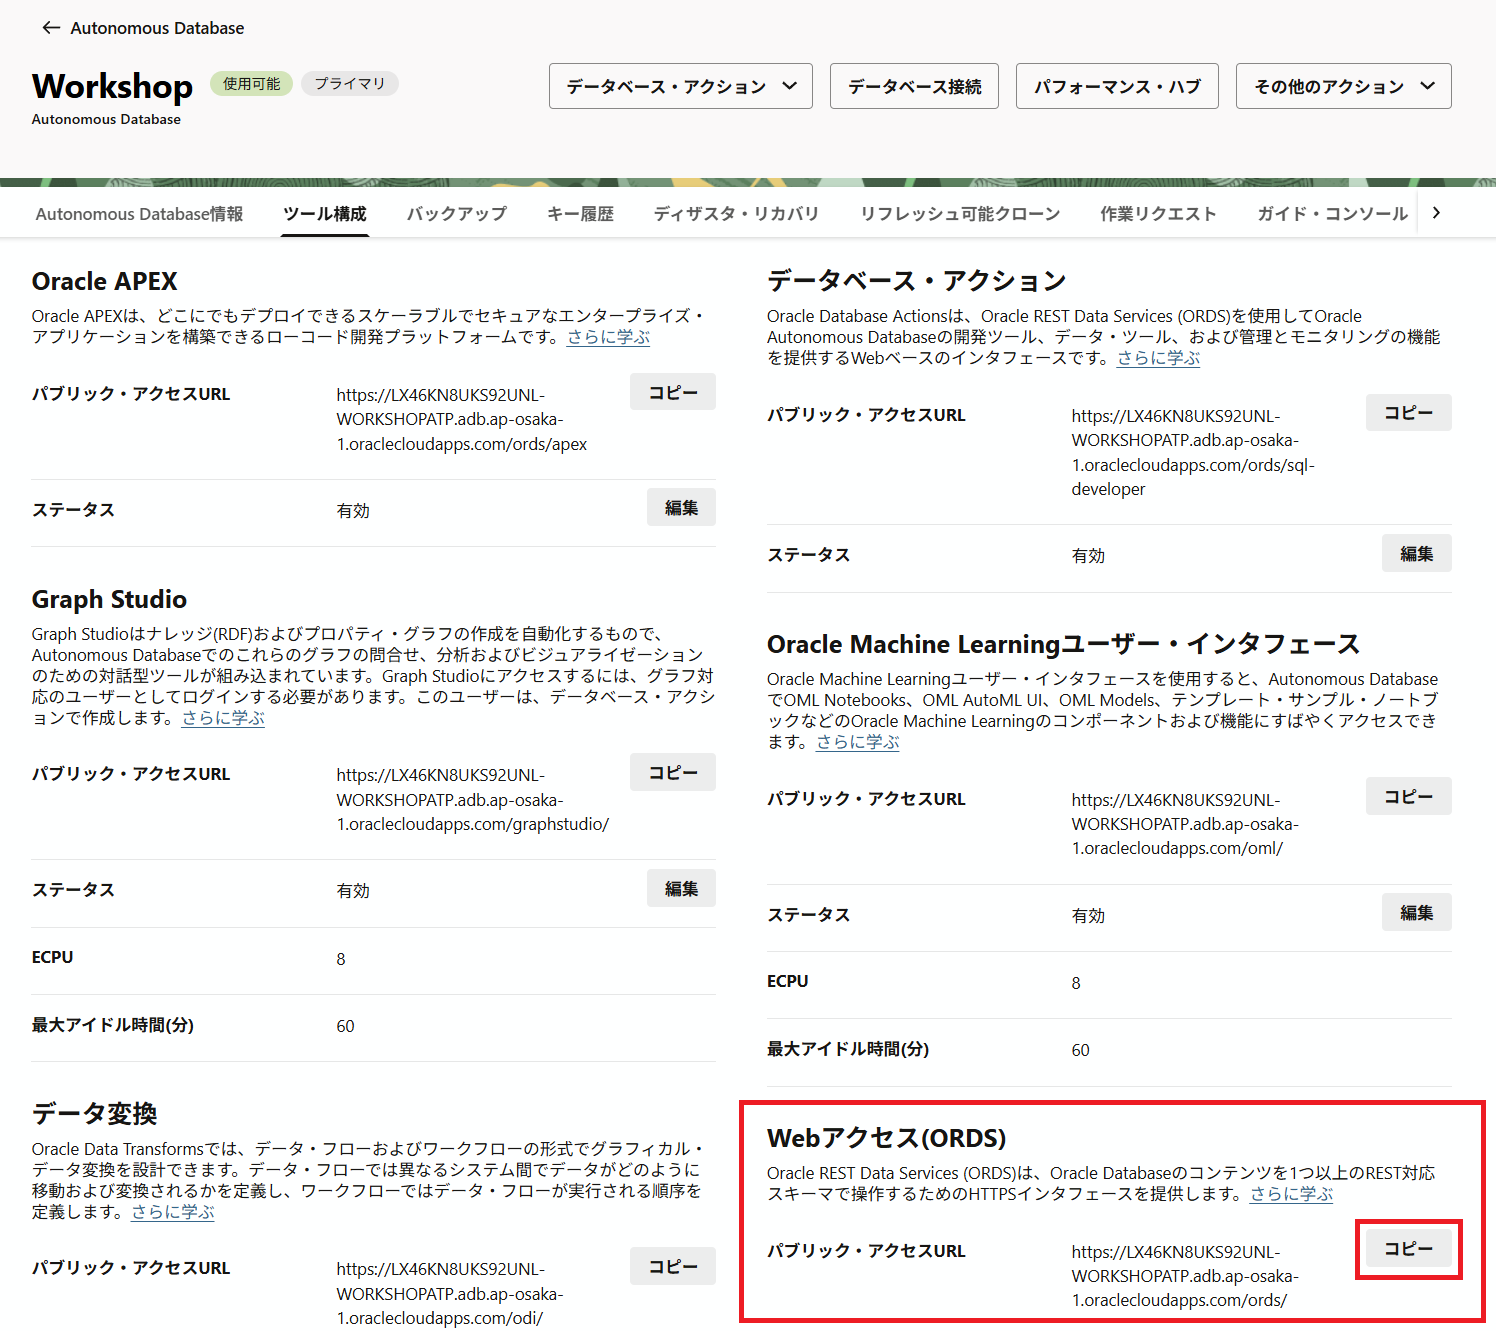 Autonomous Database
Workshop
使用可能
プライマリ
Autonomous Database
データベース・アクション
データベース接続
パフォーマンス・ハブ
その他のアクション
Autonomous Database情報
ツール構成
バックアップ
キー履歴
ディザスタ・リカバリ
リフレッシュ可能クローン
作業リクエスト
ガイド・コンソール
Oracle APEX
Oracle APEXは、どこにでもデプロイできるスケーラブルでセキュアなエンタープライズ・
アプリケーションを構築できるローコード開発プラットフォームです。さらに学ぶ
パブリック・アクセスURL
https://LX46KN8UKS92UNL-
WORKSHOPATP.adb.ap-osaka-
1.oraclecloudapps.com/ords/apex
コピー
ステータス
有効
編集
Graph Studio
Graph Studioはナレッジ(RDF)およびプロパティ・グラフの作成を自動化するもので、
Autonomous Databaseでのこれらのグラフの問合せ、分析およびビジュアライゼーション
のための対話型ツールが組み込まれています。Graph Studioにアクセスするには、グラフ対
応のユーザーとしてログインする必要があります。このユーザーは、データベース・アクシ
ョンで作成します。さらに学ぶ
パブリック・アクセスURL
https://LX46KN8UKS92UNL-
WORKSHOPATP.adb.ap-osaka-
1.oraclecloudapps.com/graphstudio/
コピー
ステータス
有効
編集
ECPU
8
最大アイドル時間(分)
60
データ変換
Oracle Data Transformsでは、データ・フローおよびワークフローの形式でグラフィカル・
データ変換を設計できます。データ・フローでは異なるシステム間でデータがどのように
移動および変換されるかを定義し、ワークフローではデータ・フローが実行される順序を
定義します。さらに学ぶ
パブリック・アクセスURL
https://LX46KN8UKS92UNL-
WORKSHOPATP.adb.ap-osaka-
1.oraclecloudapps.com/odi/
コピー
データベース・アクション
Oracle Database Actionsは、Oracle REST Data Services (ORDS)を使用してOracle
Autonomous Databaseの開発ツール、データ・ツール、および管理とモニタリングの機能
を提供するWebベースのインタフェースです。さらに学ぶ
パブリック・アクセスURL
https://LX46KN8UKS92UNL-
WORKSHOPATP.adb.ap-osaka-
1.oraclecloudapps.com/ords/sql-
developer
コピー
ステータス
有効
編集
Oracle Machine Learningユーザー・インタフェース
Oracle Machine Learningユーザー・インタフェースを使用すると、Autonomous Database
でOML Notebooks、OML AutoML UI、OML Models、テンプレート・サンプル・ノートブ
ックなどのOracle Machine Learningのコンポーネントおよび機能にすばやくアクセスでき
ます。さらに学ぶ
パブリック・アクセスURL
https://LX46KN8UKS92UNL-
WORKSHOPATP.adb.ap-osaka-
1.oraclecloudapps.com/oml/
コピー
ステータス
有効
編集
ECPU
8
最大アイドル時間(分)
60
Webアクセス(ORDS)
Oracle REST Data Services (ORDS)は、Oracle Databaseのコンテンツを1つ以上のREST対応
スキーマで操作するためのHTTPSインタフェースを提供します。さらに学ぶ
パブリック・アクセスURL
https://LX46KN8UKS92UNL-
WORKSHOPATP.adb.ap-osaka-
1.oraclecloudapps.com/ords/
コピー